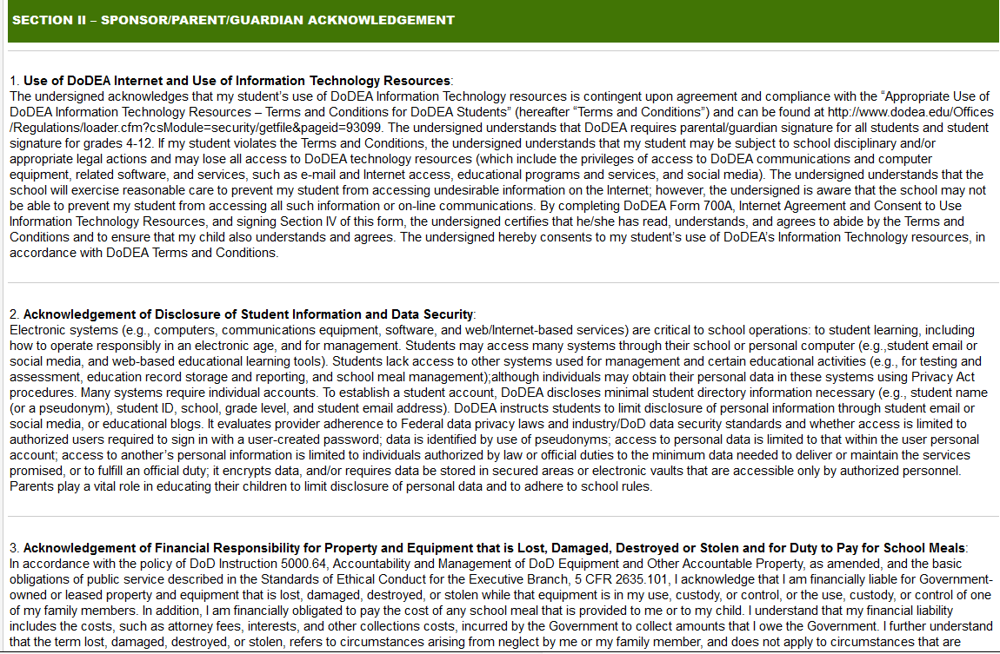 SECTION II – SPONSOR/PARENT/GUARDIAN ACKNOWLEDGEMENT
1. Use of DoDEA Internet and Use of Information Technology Resources:
The undersigned acknowledges that my student's use of DoDEA Information Technology resources is contingent upon agreement and compliance with the “Appropriate Use of
DoDEA Information Technology Resources – Terms and Conditions for DoDEA Students” (hereafter “Terms and Conditions”) and can be found at http://www.dodea.edu/Offices
/Regulations/loader.cfm?csModule=security/getfile&pageid=93099. The undersigned understands that DoDEA requires parental/guardian signature for all students and student
signature for grades 4-12. If my student violates the Terms and Conditions, the undersigned understands that my student may be subject to school disciplinary and/or
appropriate legal actions and may lose all access to DoDEA technology resources (which include the privileges of access to DoDEA communications and computer
equipment, related software, and services, such as e-mail and Internet access, educational programs and services, and social media). The undersigned understands that the
school will exercise reasonable care to prevent my student from accessing undesirable information on the Internet; however, the undersigned is aware that the school may not
be able to prevent my student from accessing all such information or on-line communications. By completing DoDEA Form 700A, Internet Agreement and Consent to Use
Information Technology Resources, and signing Section IV of this form, the undersigned certifies that he/she has read, understands, and agrees to abide by the Terms and
Conditions and to ensure that my child also understands and agrees. The undersigned hereby consents to my student's use of DoDEA's Information Technology resources, in
accordance with DoDEA Terms and Conditions.
2. Acknowledgement of Disclosure of Student Information and Data Security:
Electronic systems (e.g., computers, communications equipment, software, and web/Internet-based services) are critical to school operations: to student learning, including
how to operate responsibly in an electronic age, and for management. Students may access many systems through their school or personal computer (e.g.,student email or
social media, and web-based educational learning tools). Students lack access to other systems used for management and certain educational activities (e.g., for testing and
assessment, education record storage and reporting, and school meal management);although individuals may obtain their personal data in these systems using Privacy Act
procedures. Many systems require individual accounts. To establish a student account, DoDEA discloses minimal student directory information necessary (e.g., student name
(or a pseudonym), student ID, school, grade level, and student email address). DoDEA instructs students to limit disclosure of personal information through student email or
social media, or educational blogs. It evaluates provider adherence to Federal data privacy laws and industry/DoD data security standards and whether access is limited to
authorized users required to sign in with a user-created password; data is identified by use of pseudonyms; access to personal data is limited to that within the user personal
account; access to another's personal information is limited to individuals authorized by law or official duties to the minimum data needed to deliver or maintain the services
promised, or to fulfill an official duty; it encrypts data, and/or requires data be stored in secured areas or electronic vaults that are accessible only by authorized personnel.
Parents play a vital role in educating their children to limit disclosure of personal data and to adhere to school rules.
3. Acknowledgement of Financial Responsibility for Property and Equipment that is Lost, Damaged, Destroyed or Stolen and for Duty to Pay for School Meals:
In accordance with the policy of DoD Instruction 5000.64, Accountability and Management of DoD Equipment and Other Accountable Property, as amended, and the basic
obligations of public service described in the Standards of Ethical Conduct for the Executive Branch, 5 CFR 2635.101, I acknowledge that I am financially liable for Government-
owned or leased property and equipment that is lost, damaged, destroyed, or stolen while that equipment is in my use, custody, or control, or the use, custody, or control of one
of my family members. In addition, I am financially obligated to pay the cost of any school meal that is provided to me or to my child. I understand that my financial liability
includes the costs, such as attorney fees, interests, and other collections costs, incurred by the Government to collect amounts that I owe the Government. I further understand
that the term lost, damaged, destroyed, or stolen, refers to circumstances arising from neglect by me or my family member, and does not apply to circumstances that are